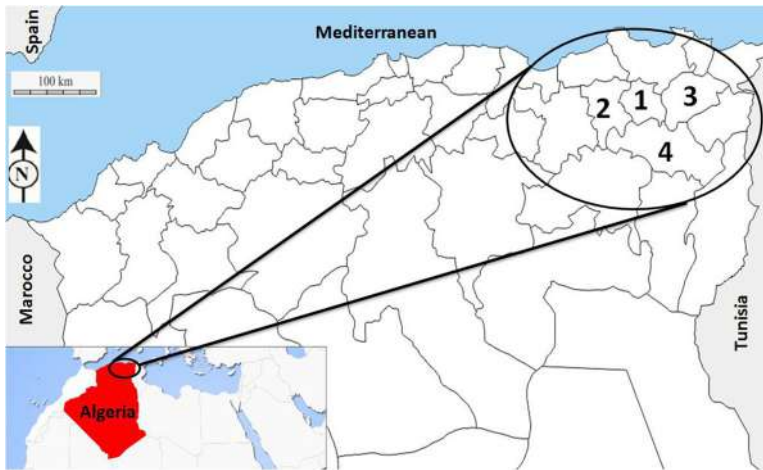 Spain
Mediterranean
100 km
N
1
2
3
4
Marocco
Tunisia
Algeria